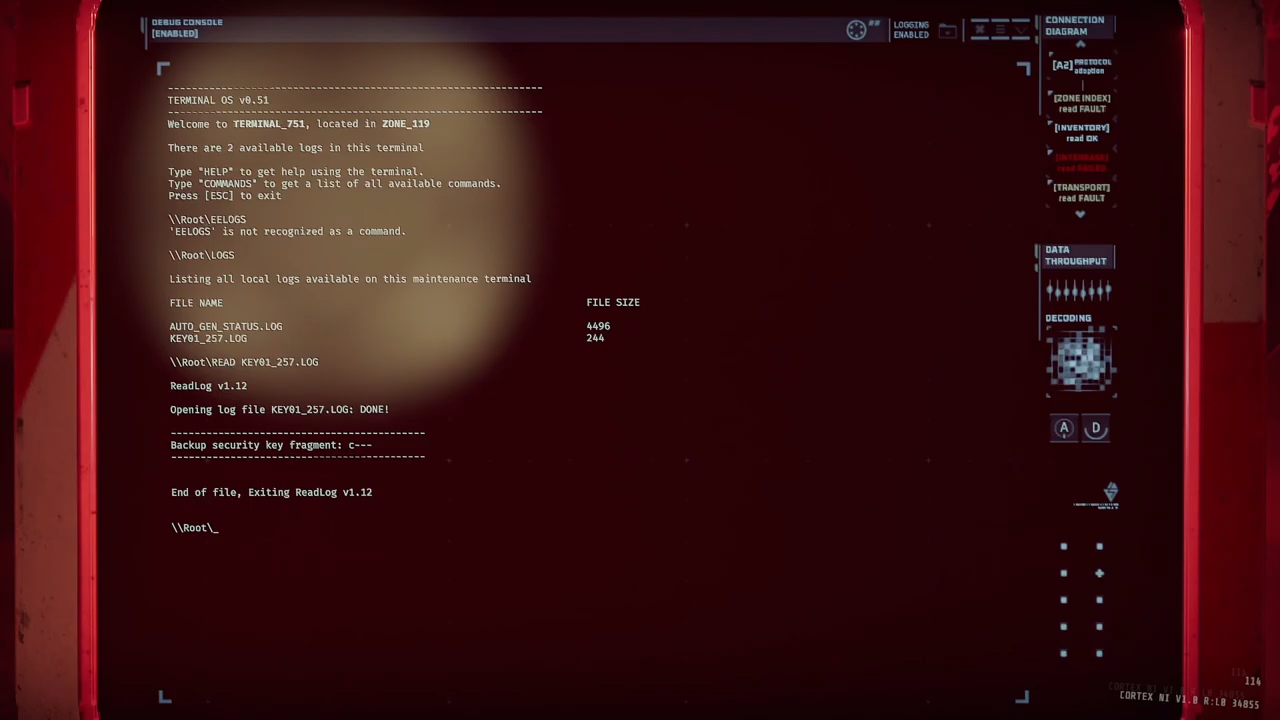 DEBUG CONSOLE
[ENABLED]
LOGGING
ENABLED
--------------------------------------------------------------
TERMINAL OS v0.51
--------------------------------------------------------------
Welcome to TERMINAL_751, located in ZONE_119
There are 2 available logs in this terminal
Type "HELP" to get help using the terminal.
Type "COMMANDS" to get a list of all available commands.
Press [ESC] to exit
\\Root\EELOGS
'EELOGS' is not recognized as a command.
\\Root\LOGS
Listing all local logs available on this maintenance terminal
FILE NAME FILE SIZE
AUTO_GEN_STATUS.LOG 4496
KEY01_257.LOG 244
\\Root\READ KEY01_257.LOG
ReadLog v1.12
Opening log file KEY01_257.LOG: DONE!
------------------------------------------
Backup security key fragment: c---
------------------------------------------
End of file, Exiting ReadLog v1.12
\\Root\_
CONNECTION
DIAGRAM
[A2] PROTOCOL
adaption
[ZONE INDEX]
read FAULT
[INVENTORY]
read OK
[TRANSPORT]
read FAULT
DATA
THROUGHPUT
DECODING
A D
114
CORTEX NI V1.0 R:L0 34855